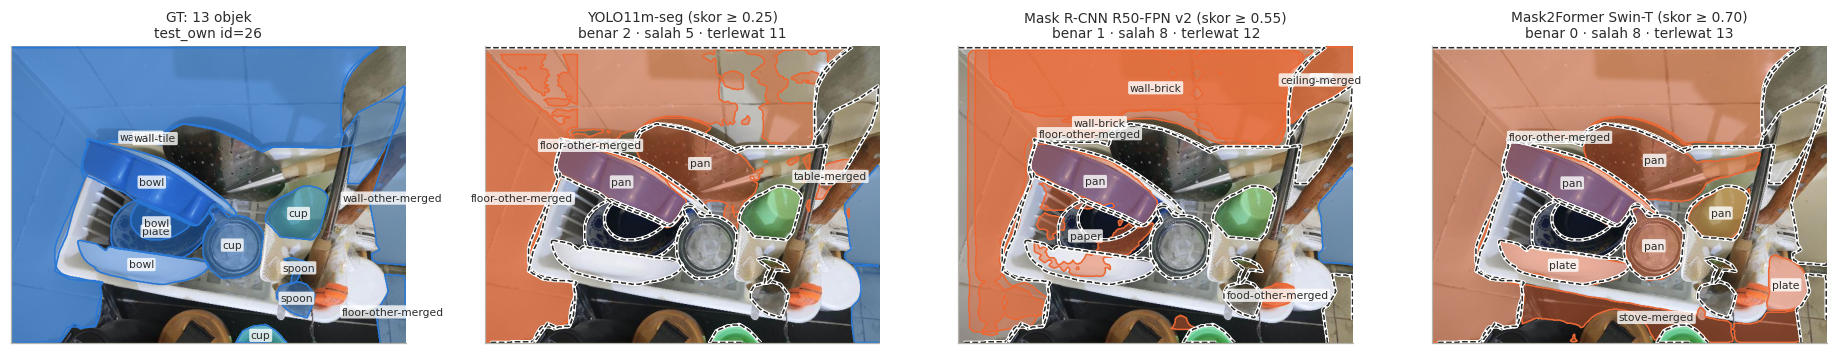 GT: 13 objek
test_own id=26
wall-tile
bowl
bowl
plate
bowl
cup
cup
spoon
spoon
cup
wall-other-merged
floor-other-merged
YOLO11m-seg (skor ≥ 0.25)
benar 2 · salah 5 · terlewat 11
floor-other-merged
pan
pan
table-merged
floor-other-merged
Mask R-CNN R50-FPN v2 (skor ≥ 0.55)
benar 1 · salah 8 · terlewat 12
ceiling-merged
wall-brick
wall-brick
floor-other-merged
pan
paper
food-other-merged
Mask2Former Swin-T (skor ≥ 0.70)
benar 0 · salah 8 · terlewat 13
floor-other-merged
pan
pan
pan
pan
plate
plate
stove-merged